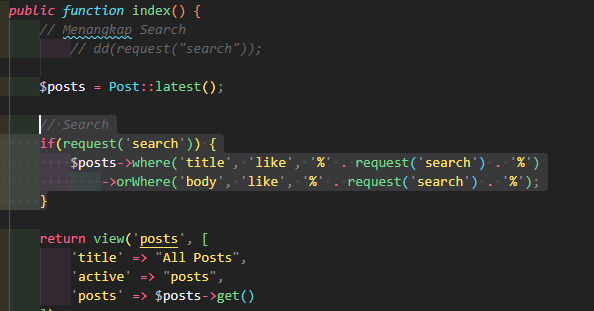 public function index() {
// Menangkap Search
// dd(request("search"));
$posts = Post::latest();
// Search
if(request('search')) {
$posts->where('title', 'like', '%' . request('search') . '%')
->orWhere('body', 'like', '%' . request('search') . '%');
}
return view('posts', [
'title' => "All Posts",
'active' => "posts",
'posts' => $posts->get()